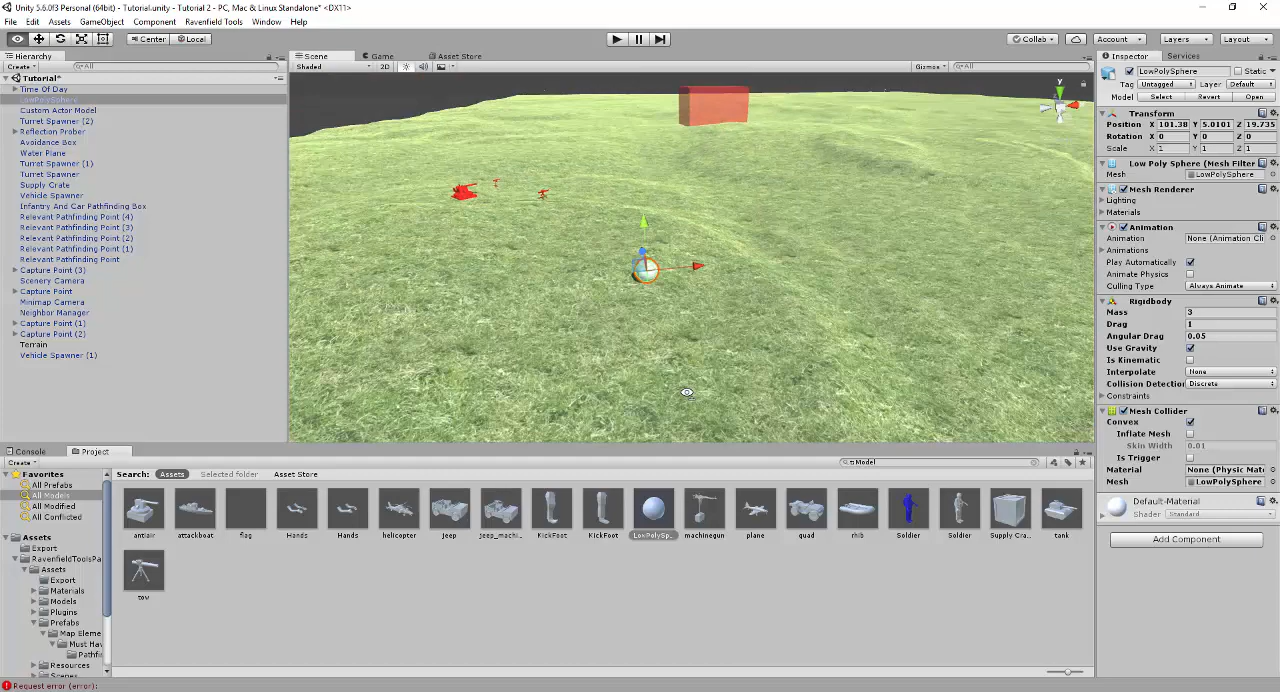 Unity 5.6.0f3 Personal (64bit) - Tutorial.unity - Tutorial 2 - PC, Mac & Linux Standalone* <DX11>
File Edit Assets GameObject Component Ravenfield Tools Window Help
Center Local Collab Account Layers Layout
Hierarchy Scene Game Asset Store Inspector Services
Create All Shaded 2D Gizmos All
Tutorial*
Time Of Day
LowPolySphere
Custom Actor Model
Turret Spawner (2)
Reflection Prober
Avoidance Box
Water Plane
Turret Spawner (1)
Turret Spawner
Supply Crate
Vehicle Spawner
Infantry And Car Pathfinding Box
Relevant Pathfinding Point (4)
Relevant Pathfinding Point (3)
Relevant Pathfinding Point (2)
Relevant Pathfinding Point (1)
Relevant Pathfinding Point
Capture Point (3)
Scenery Camera
Capture Point
Minimap Camera
Neighbor Manager
Capture Point (1)
Capture Point (2)
Terrain
Vehicle Spawner (1)
y
LowPolySphere Static
Tag Untagged Layer Default
Model Select Revert Open
Transform
Position X 101.38 Y 5.0101 Z 19.735
Rotation X 0 Y 0 Z 0
Scale X 1 Y 1 Z 1
Low Poly Sphere (Mesh Filter
Mesh LowPolySphere
Mesh Renderer
Lighting
Materials
Animation
Animation None (Animation Cli
Animations
Play Automatically
Animate Physics
Culling Type Always Animate
Rigidbody
Mass 3
Drag 1
Angular Drag 0.05
Use Gravity
Is Kinematic
Interpolate None
Collision Detection Discrete
Constraints
Mesh Collider
Convex
Inflate Mesh
Skin Width 0.01
Is Trigger
Material None (Physic Mate
Mesh LowPolySphere
Default-Material
Shader Standard
Add Component
Console Project
Create t:Model
Favorites
All Prefabs
All Models
All Modified
All Conflicted
Assets
Export
RavenfieldToolsPa
Assets
Export
Materials
Models
Plugins
Prefabs
Map Eleme
Must Hav
Pathfi
Resources
Scenes
Search: Assets Selected folder Asset Store
antiair attackboat flag Hands Hands helicopter jeep jeep_machi... KickFoot KickFoot LowPolySp... machinegun plane quad rhib Soldier Soldier Supply Cra... tank
tow
Request error (error):